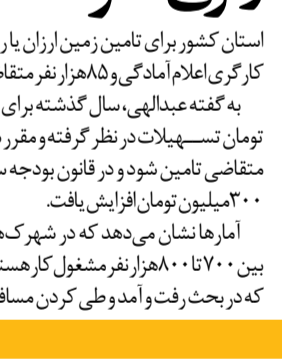 استان کشور برای تامین زمین ارزان یا ر
کارگری اعلام آمادگی و ۸۵هزار نفر متقاض
به گفته عبدالهی، سال گذشته برای
تومان تســـهیلات در نظر گرفته و مقرر
متقاضی تامین شود و در قانون بودجه س
۳۰۰میلیون تومان افزایش یافت.
آمارها نشان می‌دهد که در شهرک‌ه
بین ۷۰۰ تا ۸۰۰هزار نفر مشغول کار هست
که در بحث رفت و آمد و طی کردن مساف